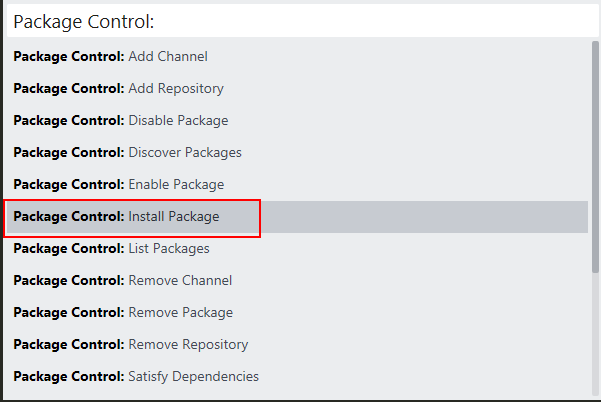 Package Control:
Package Control: Add Channel
Package Control: Add Repository
Package Control: Disable Package
Package Control: Discover Packages
Package Control: Enable Package
Package Control: Install Package
Package Control: List Packages
Package Control: Remove Channel
Package Control: Remove Package
Package Control: Remove Repository
Package Control: Satisfy Dependencies